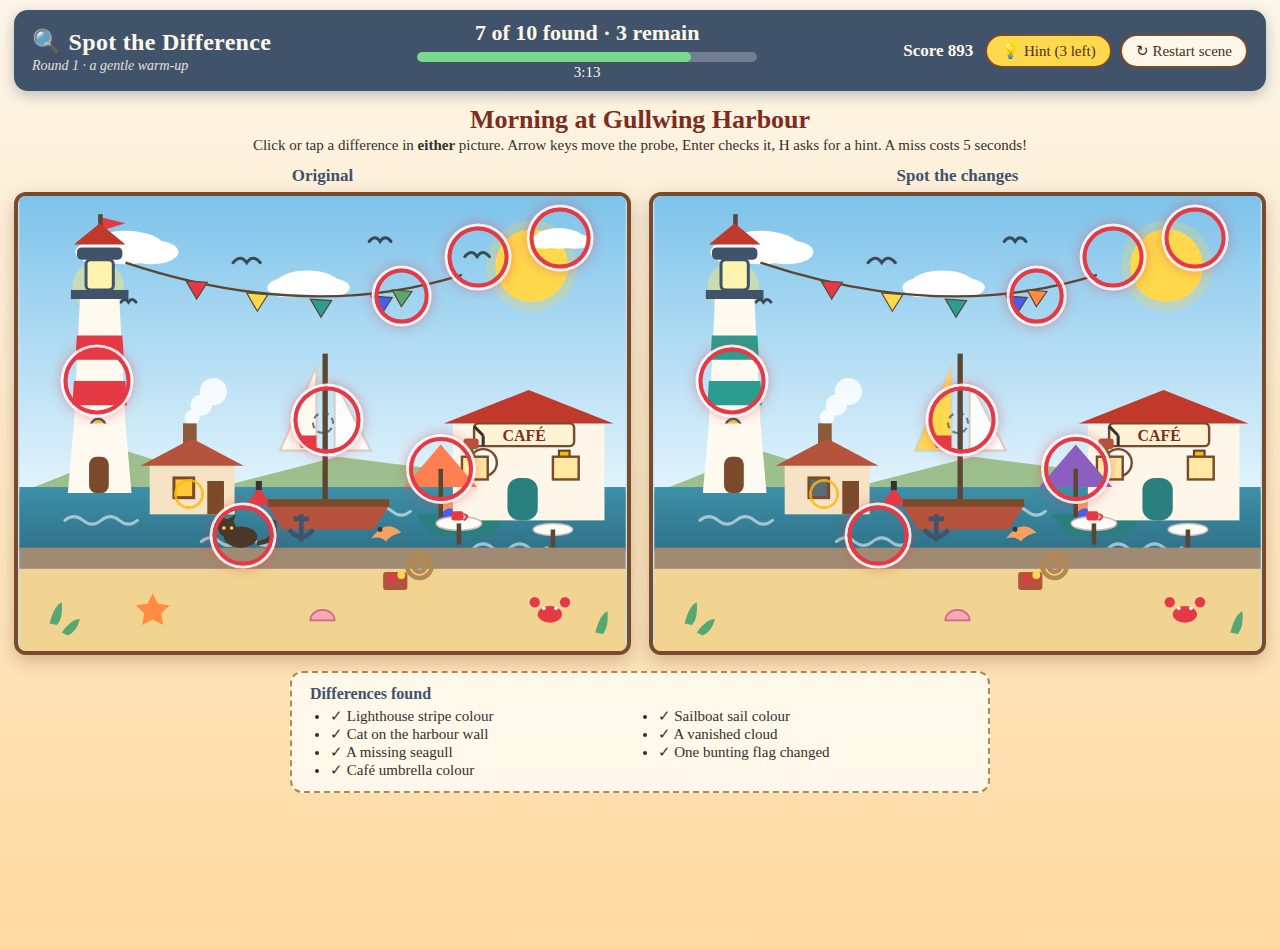 🔍 Spot the Difference
Round 1 · a gentle warm-up
7 of 10 found · 3 remain
3:13
Score 893
💡 Hint (3 left)
↻ Restart scene
Morning at Gullwing Harbour
Click or tap a difference in either picture. Arrow keys move the probe, Enter checks it, H asks for a hint. A miss costs 5 seconds!
Original
Spot the changes
CAFÉ
CAFÉ
Differences found
✓ Lighthouse stripe colour
✓ Cat on the harbour wall
✓ A missing seagull
✓ Café umbrella colour
✓ Sailboat sail colour
✓ A vanished cloud
✓ One bunting flag changed